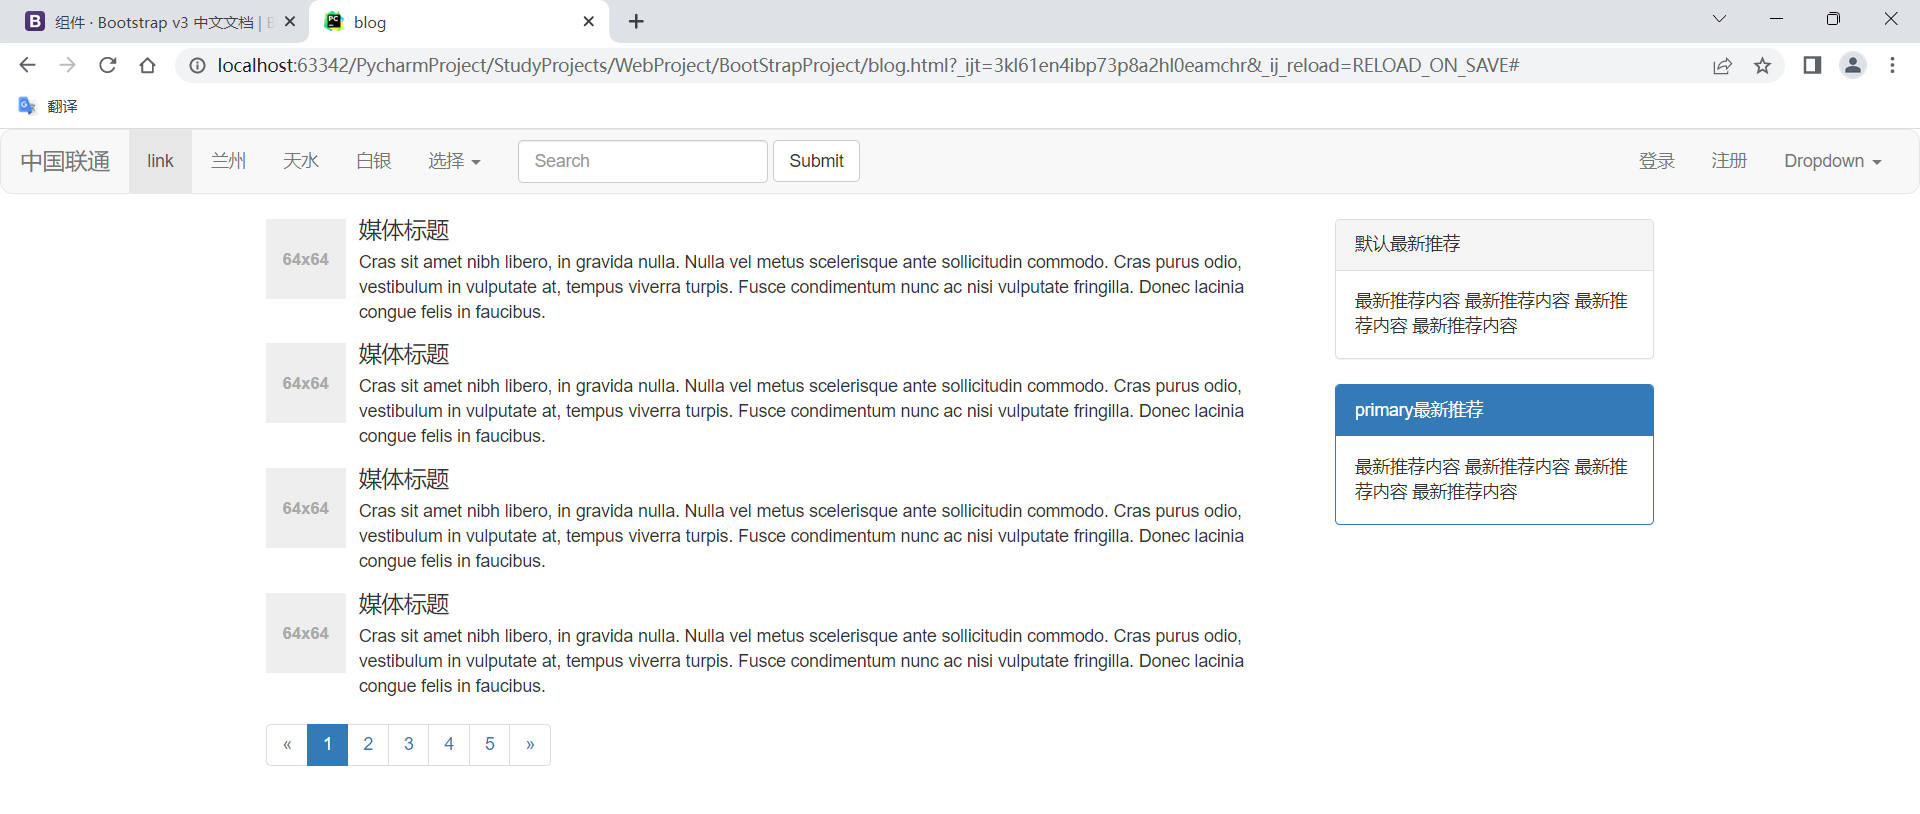 组件 · Bootstrap v3 中文文档 |
blog
localhost:63342/PycharmProject/StudyProjects/WebProject/BootStrapProject/blog.html?_ijt=3kl61en4ibp73p8a2hl0eamchr&_ij_reload=RELOAD_ON_SAVE#
翻译
中国联通 link 兰州 天水 白银 选择 Search Submit 登录 注册 Dropdown
64x64
媒体标题
Cras sit amet nibh libero, in gravida nulla. Nulla vel metus scelerisque ante sollicitudin commodo. Cras purus odio,
vestibulum in vulputate at, tempus viverra turpis. Fusce condimentum nunc ac nisi vulputate fringilla. Donec lacinia
congue felis in faucibus.
64x64
媒体标题
Cras sit amet nibh libero, in gravida nulla. Nulla vel metus scelerisque ante sollicitudin commodo. Cras purus odio,
vestibulum in vulputate at, tempus viverra turpis. Fusce condimentum nunc ac nisi vulputate fringilla. Donec lacinia
congue felis in faucibus.
64x64
媒体标题
Cras sit amet nibh libero, in gravida nulla. Nulla vel metus scelerisque ante sollicitudin commodo. Cras purus odio,
vestibulum in vulputate at, tempus viverra turpis. Fusce condimentum nunc ac nisi vulputate fringilla. Donec lacinia
congue felis in faucibus.
64x64
媒体标题
Cras sit amet nibh libero, in gravida nulla. Nulla vel metus scelerisque ante sollicitudin commodo. Cras purus odio,
vestibulum in vulputate at, tempus viverra turpis. Fusce condimentum nunc ac nisi vulputate fringilla. Donec lacinia
congue felis in faucibus.
« 1 2 3 4 5 »
默认最新推荐
最新推荐内容 最新推荐内容 最新推
荐内容 最新推荐内容
primary最新推荐
最新推荐内容 最新推荐内容 最新推
荐内容 最新推荐内容